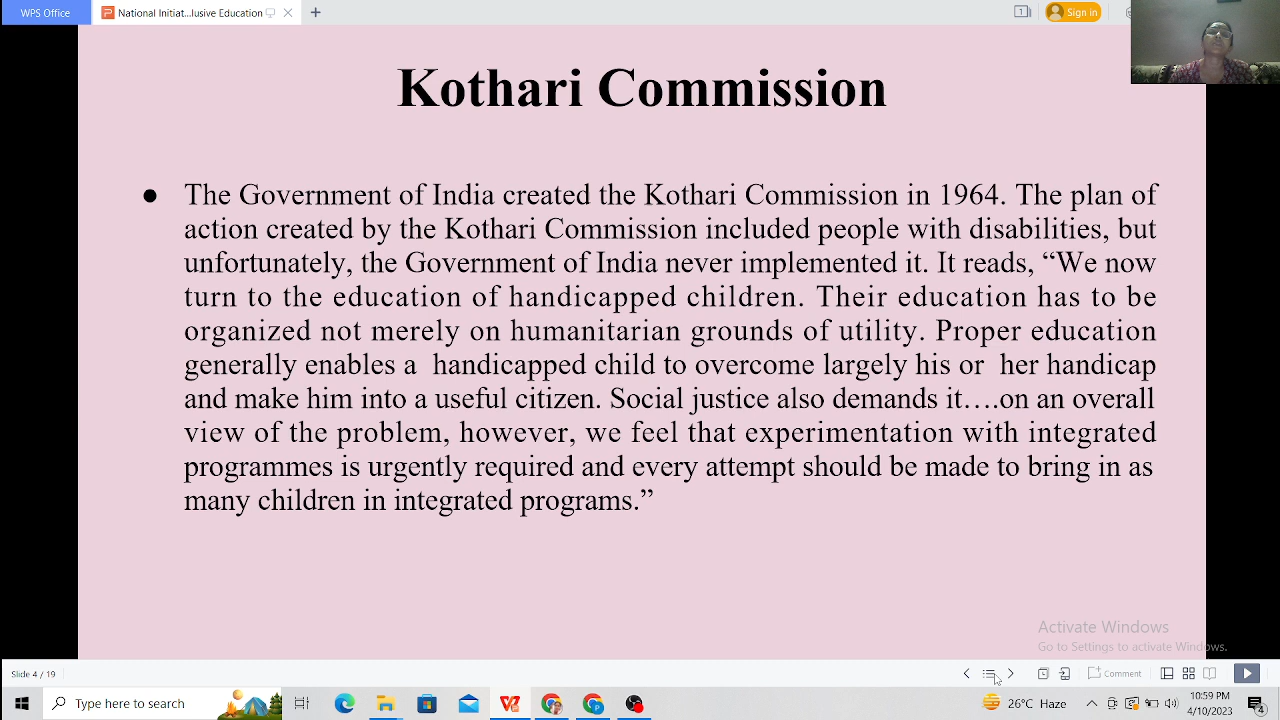 WPS Office
National Initiat...lusive Education
Sign in
Kothari Commission
● The Government of India created the Kothari Commission in 1964. The plan of
action created by the Kothari Commission included people with disabilities, but
unfortunately, the Government of India never implemented it. It reads, “We now
turn to the education of handicapped children. Their education has to be
organized not merely on humanitarian grounds of utility. Proper education
generally enables a handicapped child to overcome largely his or her handicap
and make him into a useful citizen. Social justice also demands it….on an overall
view of the problem, however, we feel that experimentation with integrated
programmes is urgently required and every attempt should be made to bring in as
many children in integrated programs.”
Activate Windows
Go to Settings to activate Windows.
Slide 4 / 19
Comment
Type here to search
26°C Haze
10:59 PM
4/10/2023
4